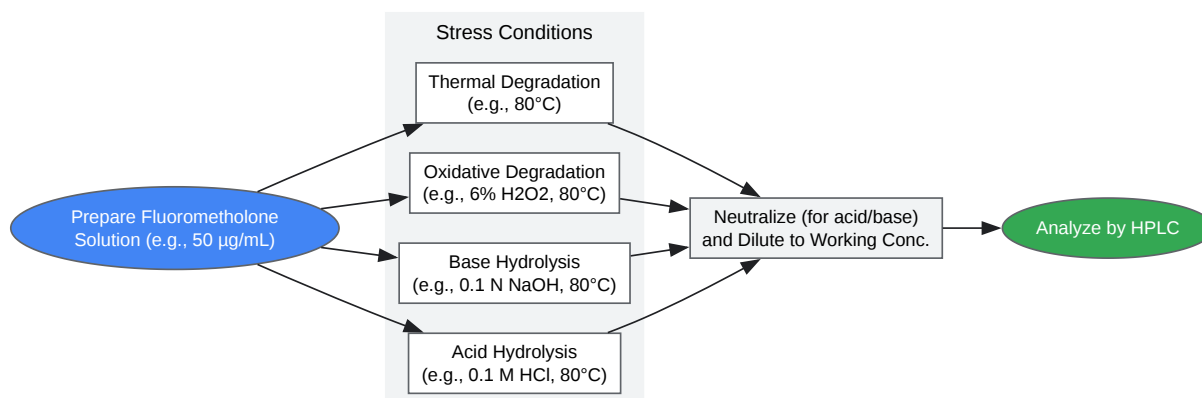 Stress Conditions
Thermal Degradation
(e.g., 80°C)
Oxidative Degradation
(e.g., 6% H2O2, 80°C)
Prepare Fluorometholone
Solution (e.g., 50 µg/mL)
Neutralize (for acid/base)
and Dilute to Working Conc.
Analyze by HPLC
Base Hydrolysis
(e.g., 0.1 N NaOH, 80°C)
Acid Hydrolysis
(e.g., 0.1 M HCl, 80°C)